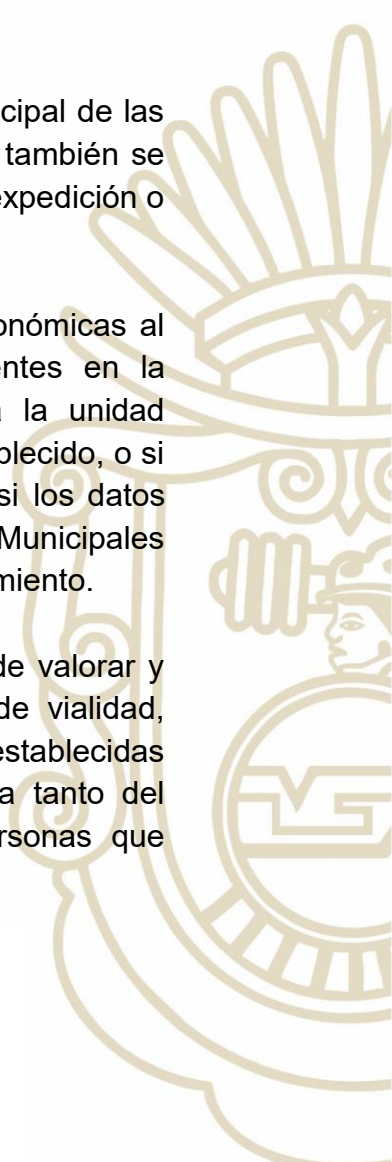 cipal de las
también se
expedición o
onómicas al
entes en la
la unidad
blecido, o si
si los datos
Municipales
miento.
de valorar y
de vialidad,
establecidas
a tanto del
ersonas que